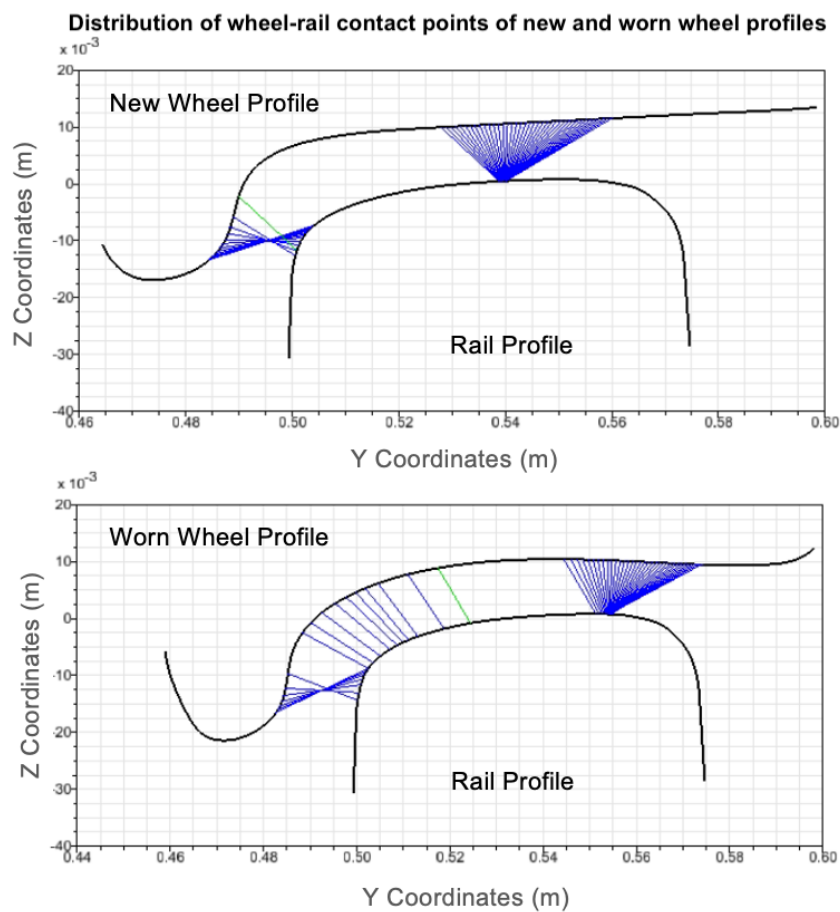 Distribution of wheel-rail contact points of new and worn wheel profiles
x 10-3
20
New Wheel Profile
10
0
-10
-20
Rail Profile
-30
-40
0.46 0.48 0.50 0.52 0.54 0.56 0.58 0.60
Z Coordinates (m)
Y Coordinates (m)
x 10-3
20
Worn Wheel Profile
10
0
-10
-20
Rail Profile
-30
-40
0.44 0.46 0.48 0.50 0.52 0.54 0.56 0.58 0.60
Z Coordinates (m)
Y Coordinates (m)